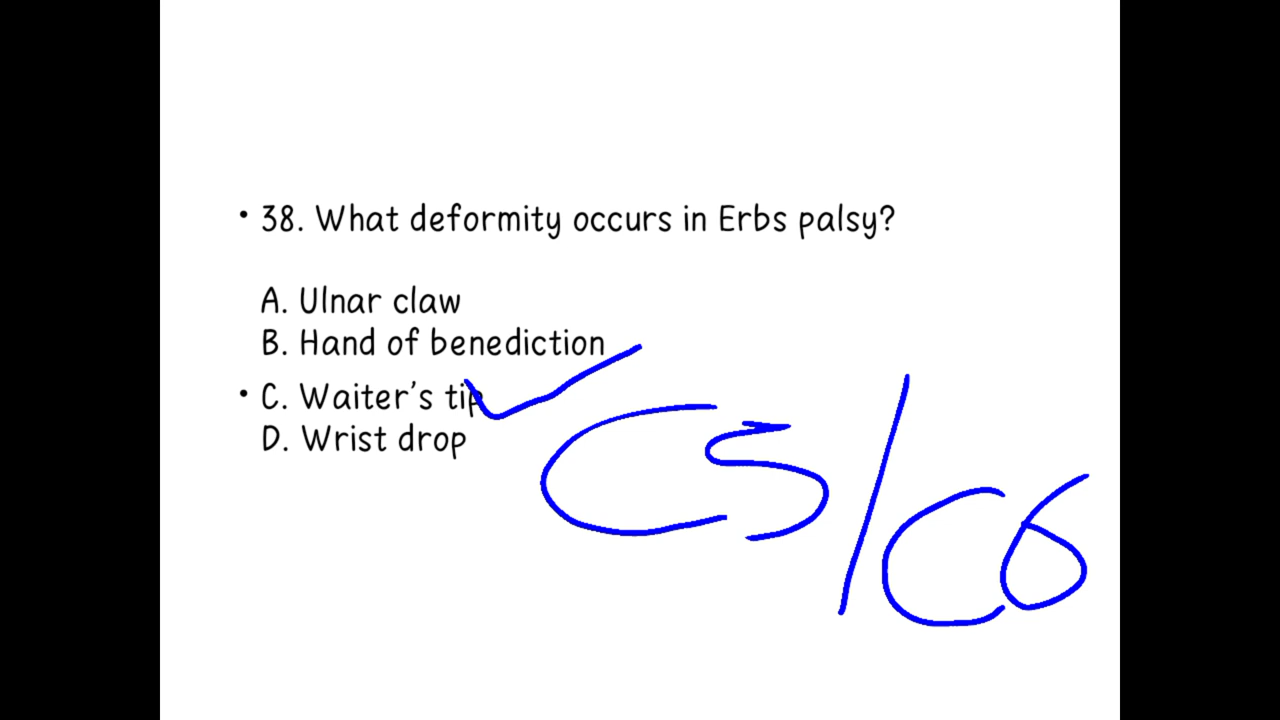 • 38. What deformity occurs in Erbs palsy?
A. Ulnar claw
B. Hand of benediction
• C. Waiter's tip
D. Wrist drop
C5/C6